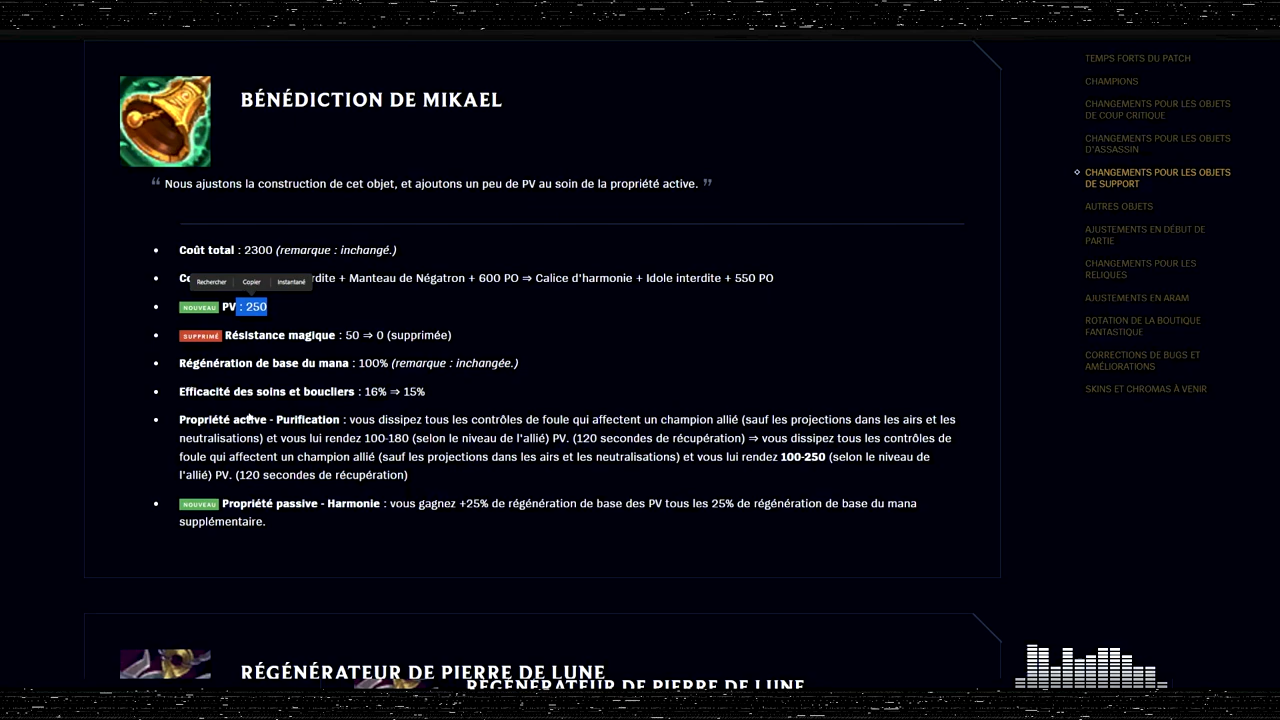 BÉNÉDICTION DE MIKAEL
“ Nous ajustons la construction de cet objet, et ajoutons un peu de PV au soin de la propriété active. ”
• Coût total : 2300 (remarque : inchangé.)
Rechercher Copier Instantané
• Co rdite + Manteau de Négatron + 600 PO ⇒ Calice d'harmonie + Idole interdite + 550 PO
• NOUVEAU PV : 250
• SUPPRIMÉ Résistance magique : 50 ⇒ 0 (supprimée)
• Régénération de base du mana : 100% (remarque : inchangée.)
• Efficacité des soins et boucliers : 16% ⇒ 15%
• Propriété active - Purification : vous dissipez tous les contrôles de foule qui affectent un champion allié (sauf les projections dans les airs et les
neutralisations) et vous lui rendez 100-180 (selon le niveau de l'allié) PV. (120 secondes de récupération) ⇒ vous dissipez tous les contrôles de
foule qui affectent un champion allié (sauf les projections dans les airs et les neutralisations) et vous lui rendez 100-250 (selon le niveau de
l'allié) PV. (120 secondes de récupération)
• NOUVEAU Propriété passive - Harmonie : vous gagnez +25% de régénération de base des PV tous les 25% de régénération de base du mana
supplémentaire.
RÉGÉNÉRATEUR DE PIERRE DE LUNE
RÉGÉNÉRATEUR DE PIERRE DE LUNE
TEMPS FORTS DU PATCH
CHAMPIONS
CHANGEMENTS POUR LES OBJETS
DE COUP CRITIQUE
CHANGEMENTS POUR LES OBJETS
D'ASSASSIN
CHANGEMENTS POUR LES OBJETS
DE SUPPORT
AUTRES OBJETS
AJUSTEMENTS EN DÉBUT DE
PARTIE
CHANGEMENTS POUR LES
RELIQUES
AJUSTEMENTS EN ARAM
ROTATION DE LA BOUTIQUE
FANTASTIQUE
CORRECTIONS DE BUGS ET
AMÉLIORATIONS
SKINS ET CHROMAS À VENIR